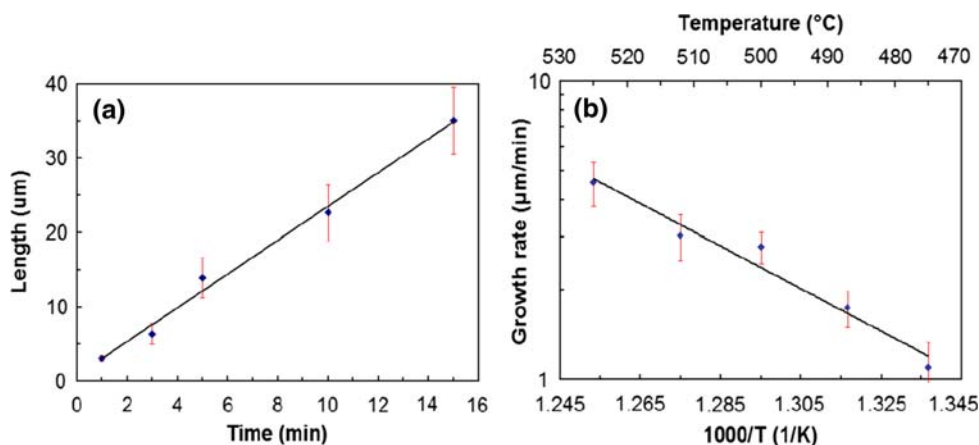 (a)
40
30
20
10
0
Length (um)
0 2 4 6 8 10 12 14 16
Time (min)
Temperature (°C)
530 520 510 500 490 480 470
(b)
10
1
Growth rate (µm/min)
1.245 1.265 1.285 1.305 1.325 1.345
1000/T (1/K)